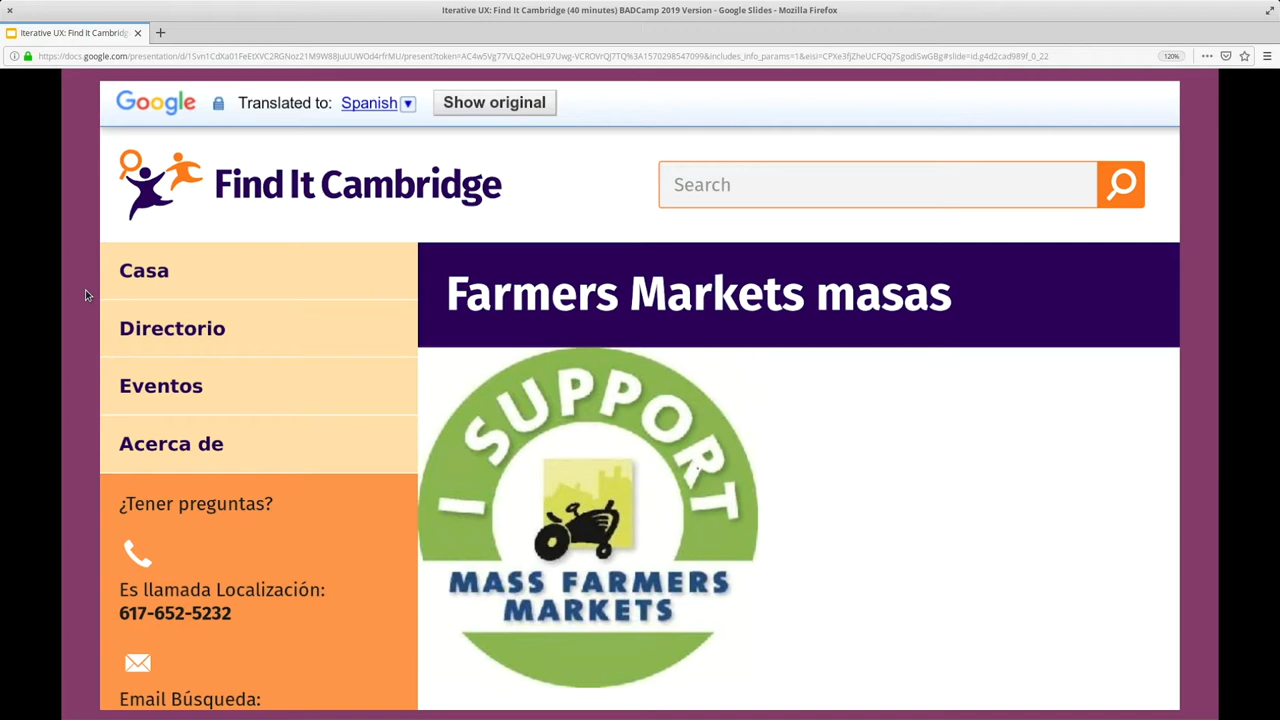 Iterative UX: Find It Cambridge (40 minutes) BADCamp 2019 Version - Google Slides - Mozilla Firefox
Iterative UX: Find It Cambridg
120%
Google Translated to: Spanish Show original
Find It Cambridge
Search
Casa
Directorio
Eventos
Acerca de
¿Tener preguntas?
Es llamada Localización:
617-652-5232
Email Búsqueda:
Farmers Markets masas
I SUPPORT
MASS FARMERS
MARKETS